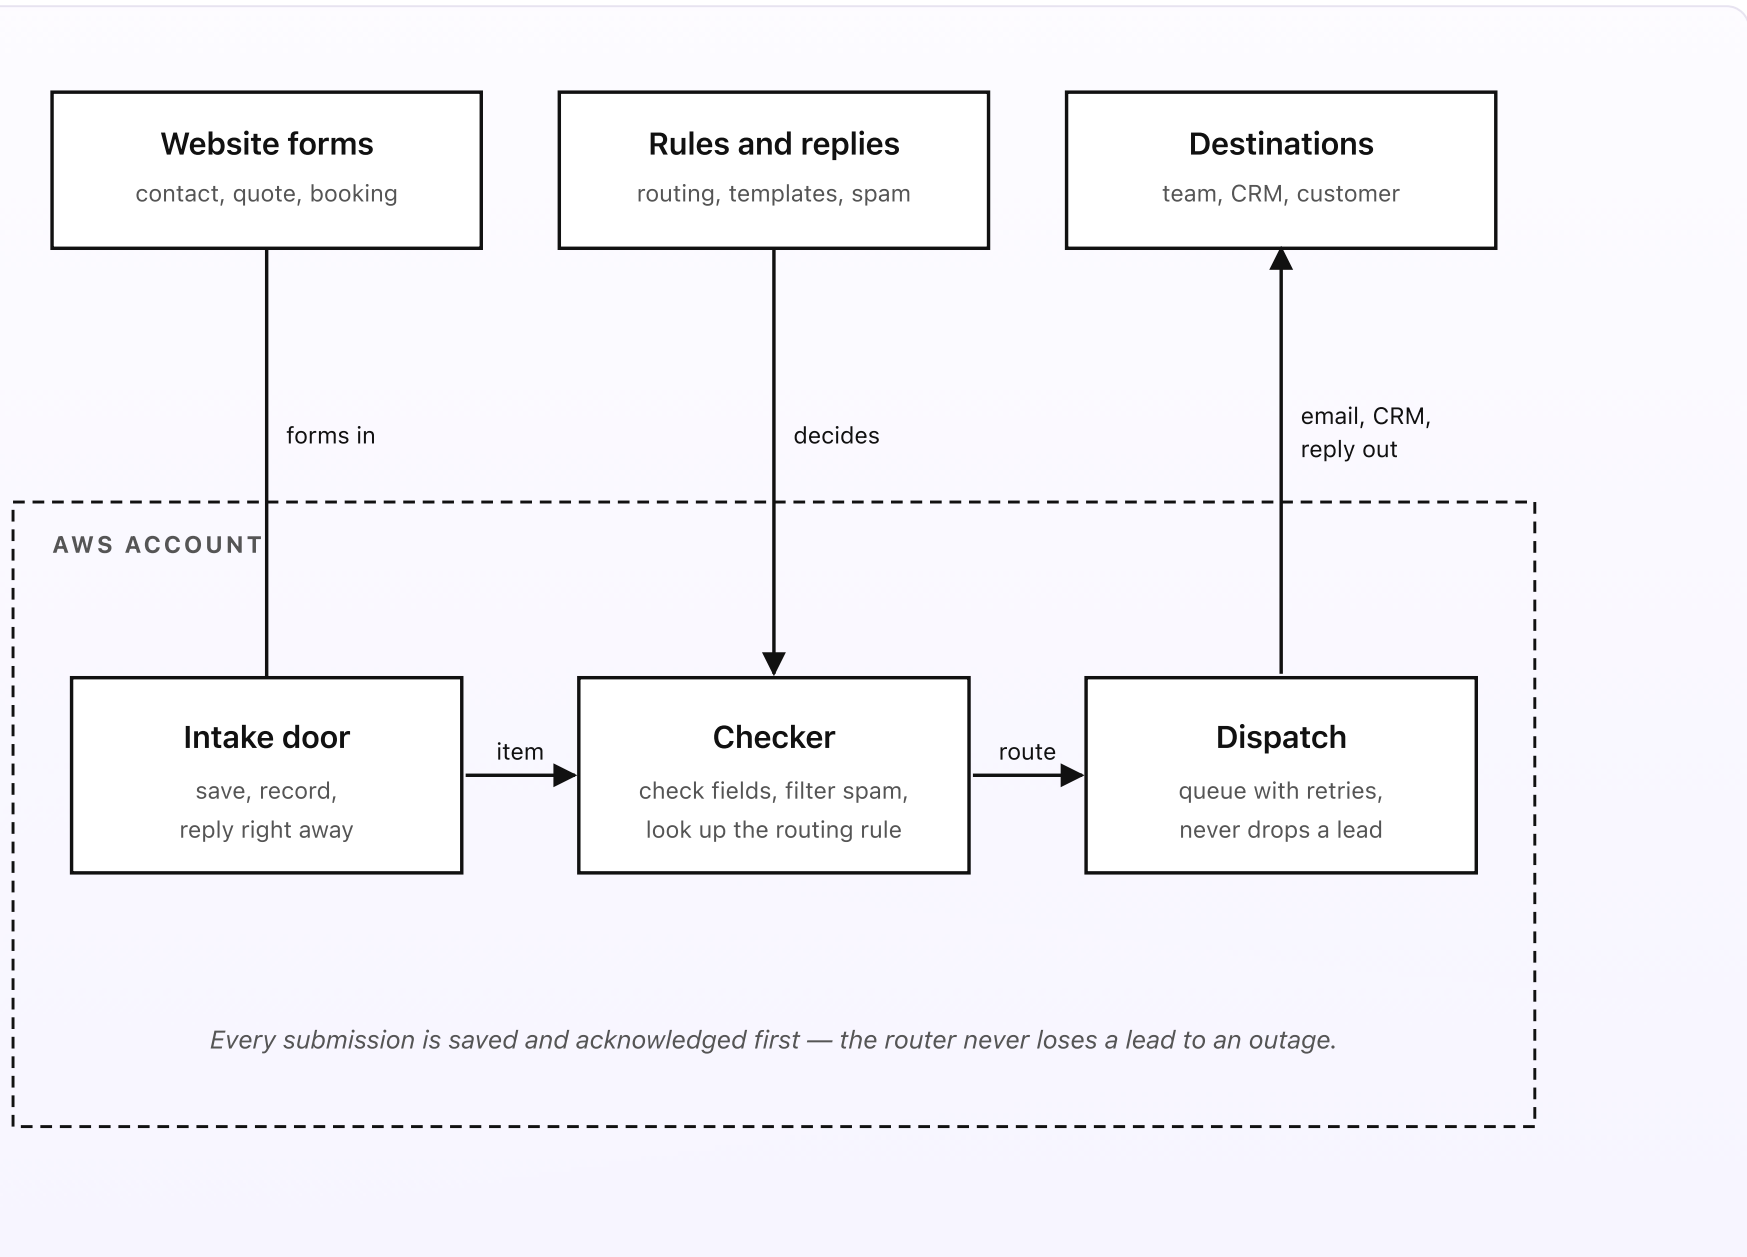 Website forms
contact, quote, booking
Rules and replies
routing, templates, spam
Destinations
team, CRM, customer
forms in
decides
email, CRM,
reply out
AWS ACCOUNT
Intake door
save, record,
reply right away
item
Checker
check fields, filter spam,
look up the routing rule
route
Dispatch
queue with retries,
never drops a lead
Every submission is saved and acknowledged first — the router never loses a lead to an outage.